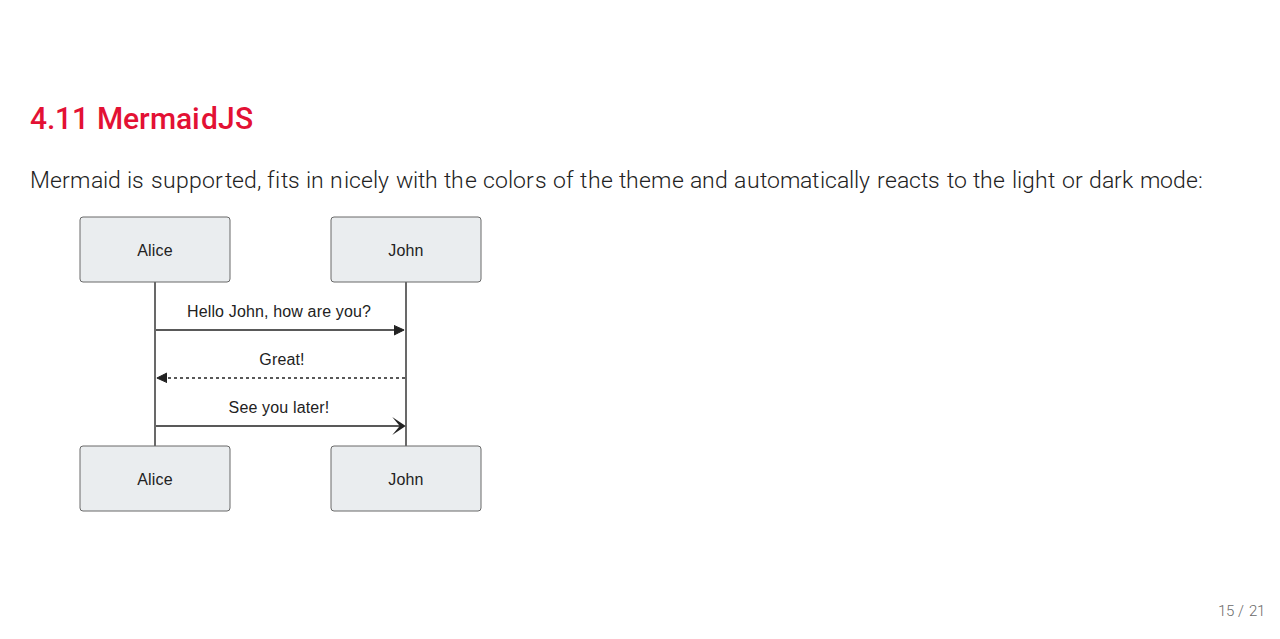 4.11 MermaidJS
Mermaid is supported, fits in nicely with the colors of the theme and automatically reacts to the light or dark mode:
Alice
John
Hello John, how are you?
Great!
See you later!
Alice
John
15 / 21